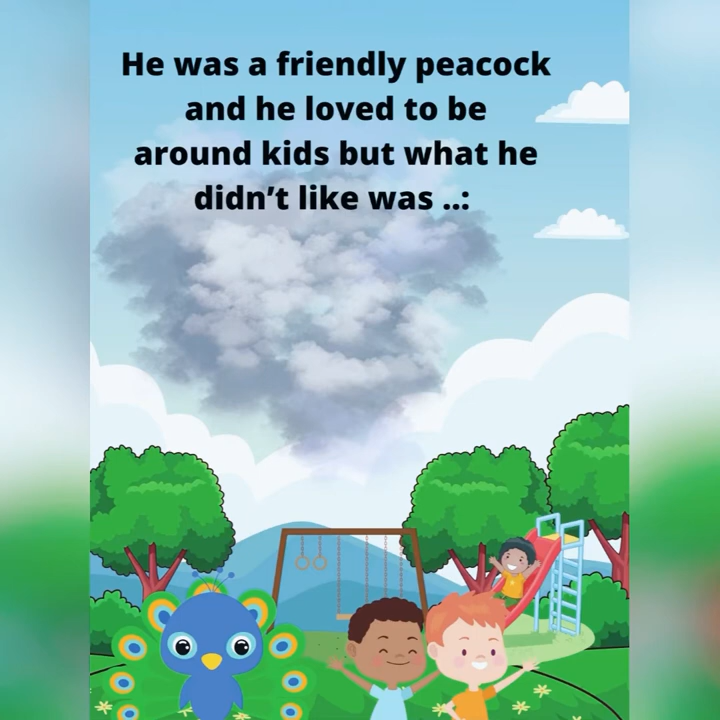 He was a friendly peacock
and he loved to be
around kids but what he
didn’t like was ..: